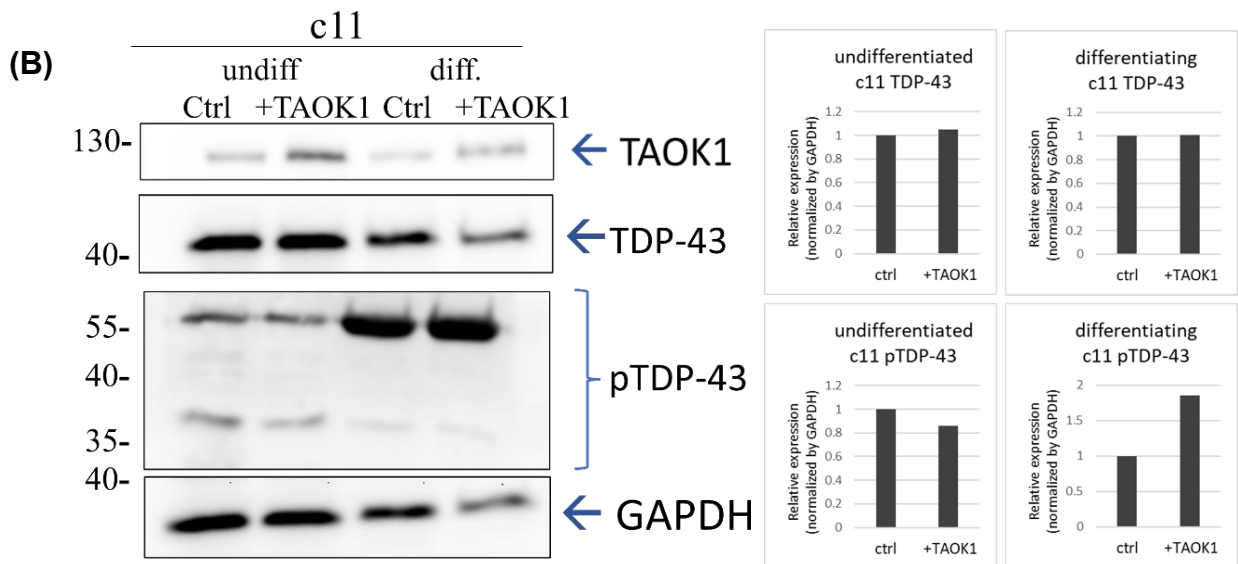 (B)
c11
undiff diff.
Ctrl +TAOK1 Ctrl +TAOK1
130-
TAOK1
40-
TDP-43
55-
40-
35-
pTDP-43
40-
GAPDH
undifferentiated
c11 TDP-43
Relative expression
(normalized by GAPDH)
1.2
1
0.8
0.6
0.4
0.2
0
ctrl +TAOK1
differentiating
c11 TDP-43
Relative expression
(normalized by GAPDH)
1.2
1
0.8
0.6
0.4
0.2
0
ctrl +TAOK1
undifferentiated
c11 pTDP-43
Relative expression
(normalized by GAPDH)
1.2
1
0.8
0.6
0.4
0.2
0
ctrl +TAOK1
differentiating
c11 pTDP-43
Relative expression
(normalized by GAPDH)
2
1.5
1
0.5
0
ctrl +TAOK1